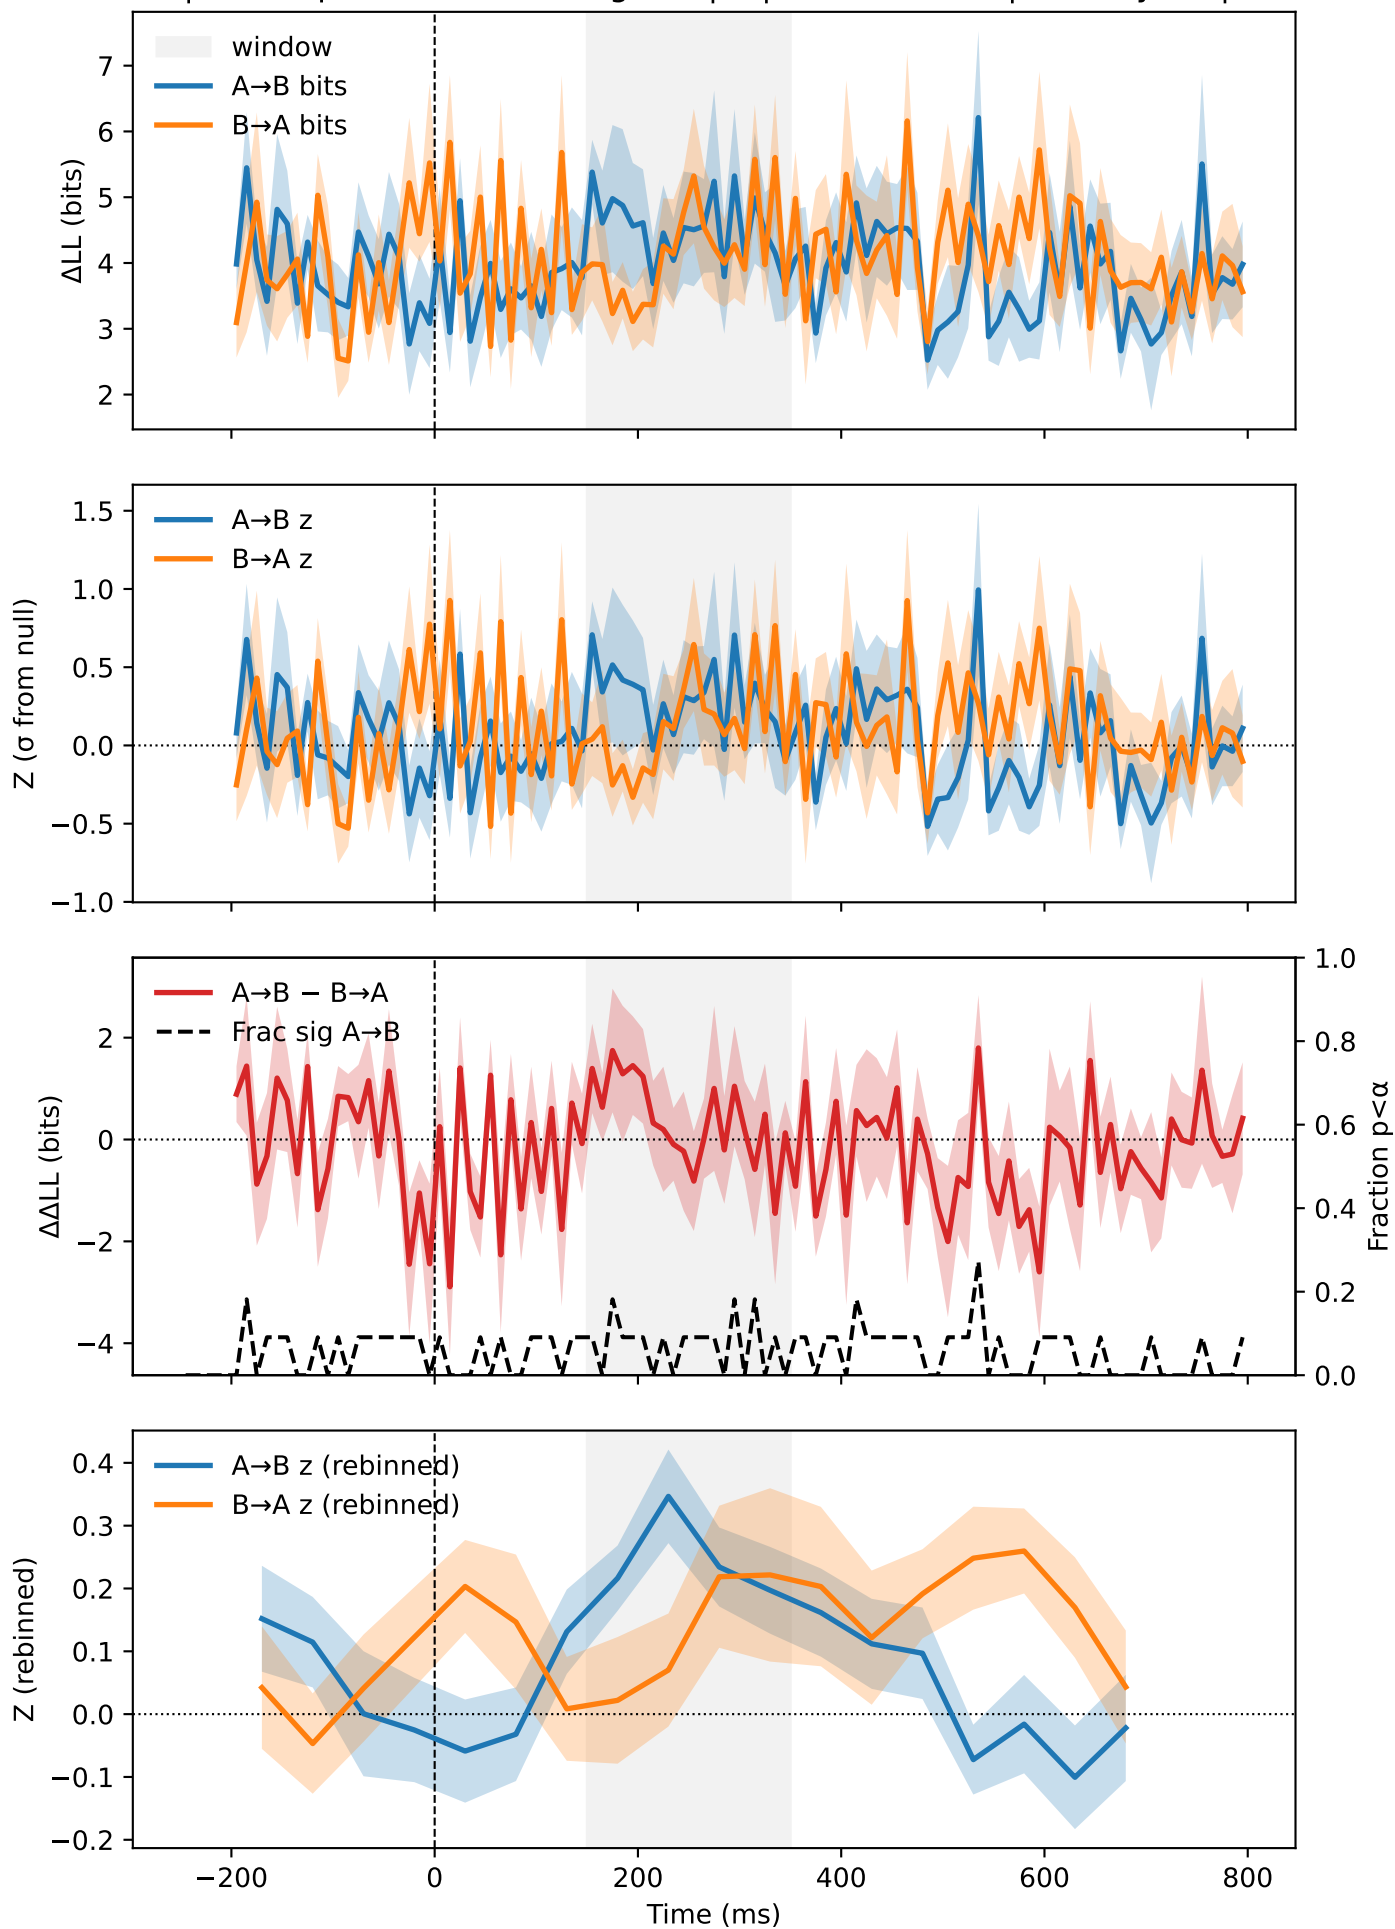 window
A→B bits
B→A bits
ΔLL (bits)
7
6
5
4
3
2
A→B z
B→A z
Z (σ from null)
1.5
1.0
0.5
0.0
−0.5
−1.0
A→B − B→A
Frac sig A→B
ΔΔLL (bits)
2
0
−2
−4
1.0
0.8
0.6
0.4
0.2
0.0
Fraction p<α
A→B z (rebinned)
B→A z (rebinned)
Z (rebinned)
0.4
0.3
0.2
0.1
0.0
−0.1
−0.2
−200
0
200
400
600
800
Time (ms)